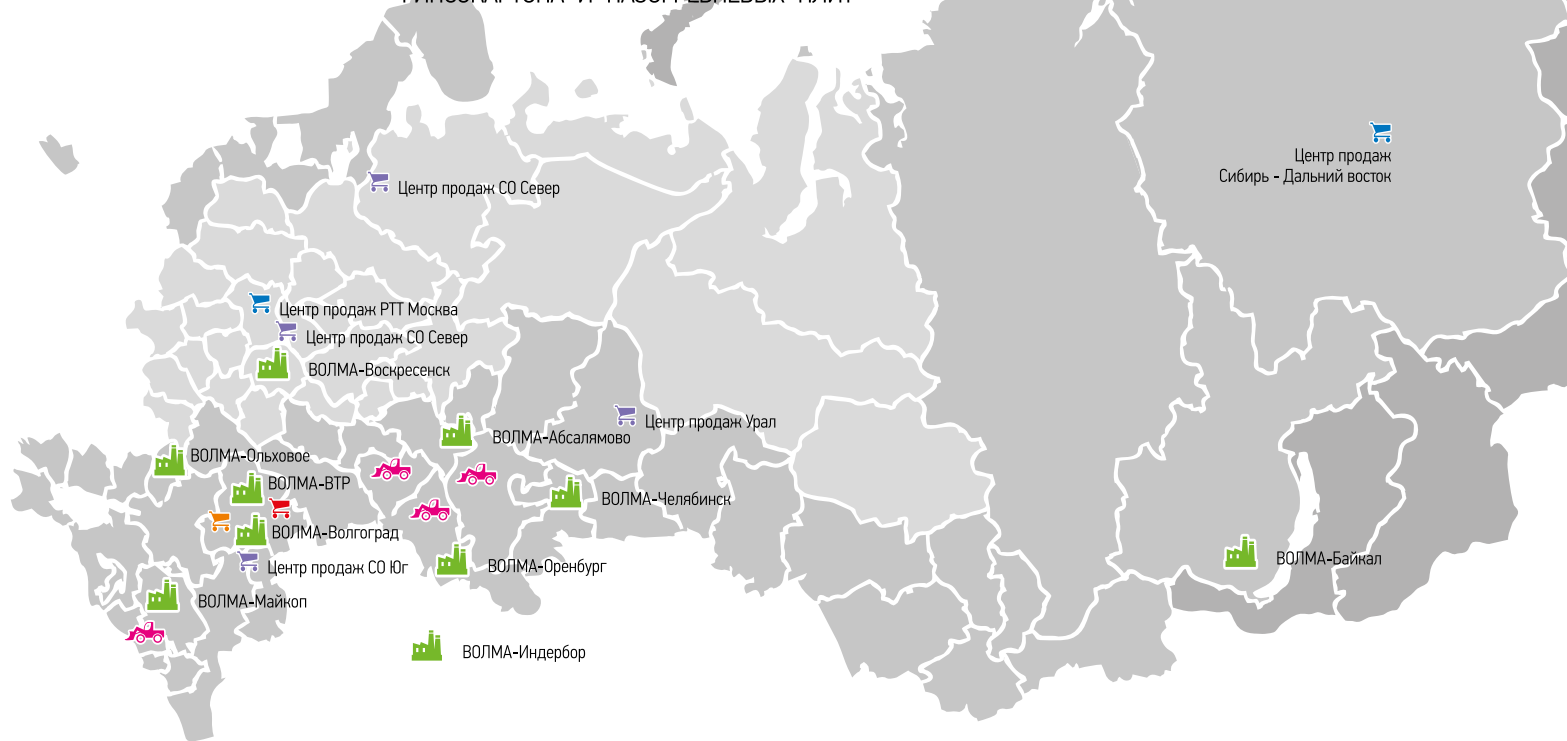 Центр продаж
Сибирь - Дальний восток
Центр продаж СО Север
Центр продаж РТТ Москва
Центр продаж СО Север
ВОЛМА-Воскресенск
Центр продаж Урал
ВОЛМА-Абсалямово
ВОЛМА-Ольховое
ВОЛМА-ВТР
ВОЛМА-Челябинск
ВОЛМА-Волгоград
ВОЛМА-Байкал
Центр продаж СО Юг
ВОЛМА-Оренбург
ВОЛМА-Майкоп
ВОЛМА-Индербор